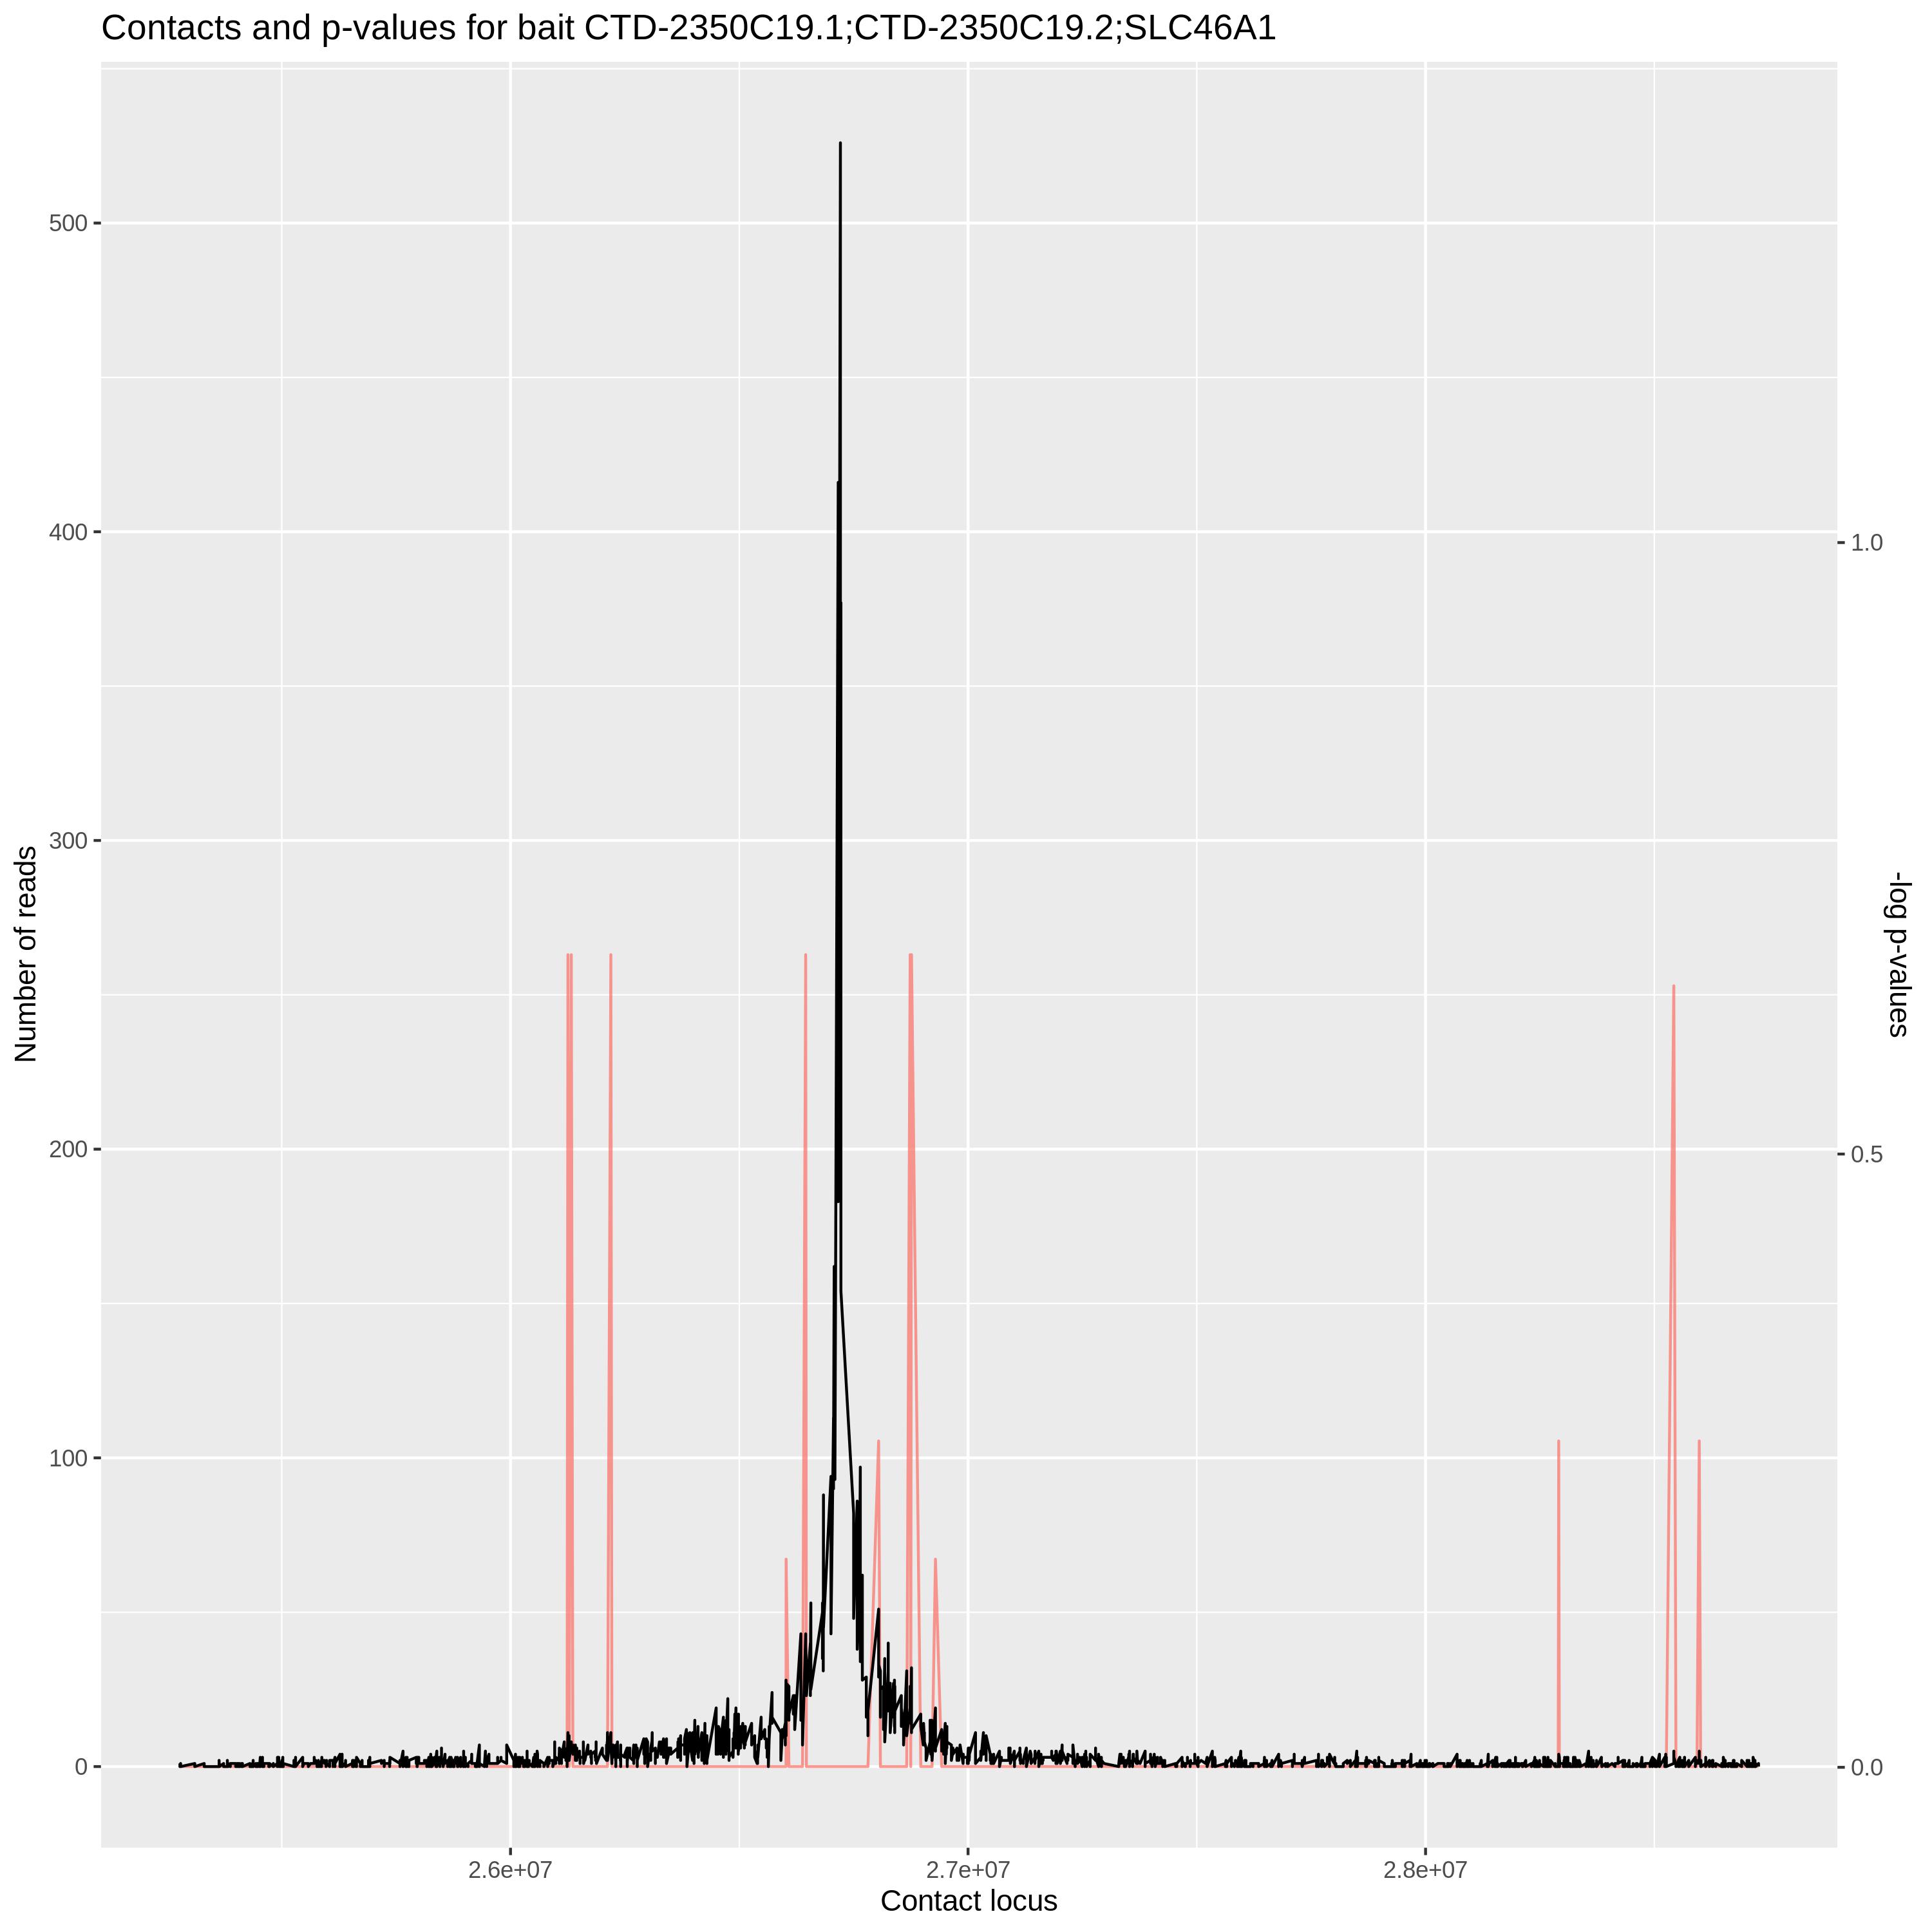 Contacts and p-values for bait CTD-2350C19.1;CTD-2350C19.2;SLC46A1
500
400
300
200
100
0
Number of reads
1.0
0.5
0.0
-log p-values
2.6e+07
2.7e+07
2.8e+07
Contact locus